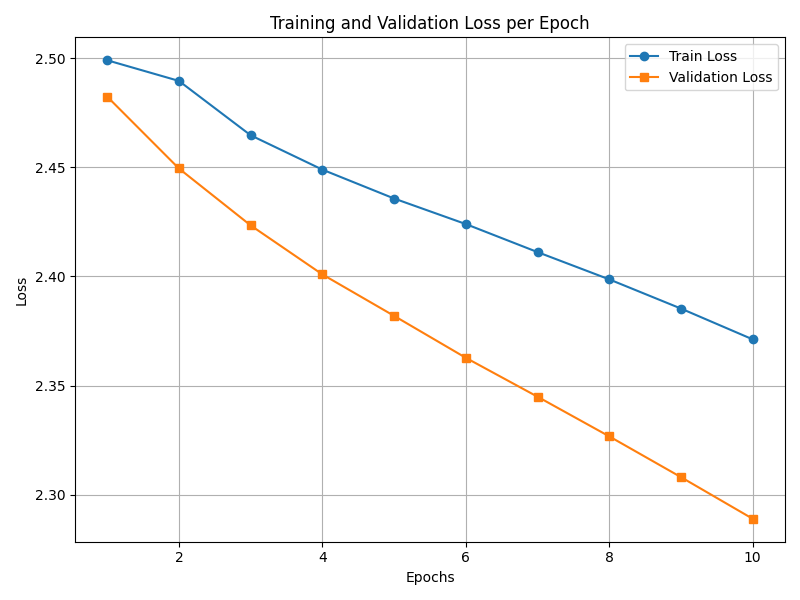 Training and Validation Loss per Epoch
Train Loss
Validation Loss
2.50
2.45
2.40
2.35
2.30
Loss
2 4 6 8 10
Epochs